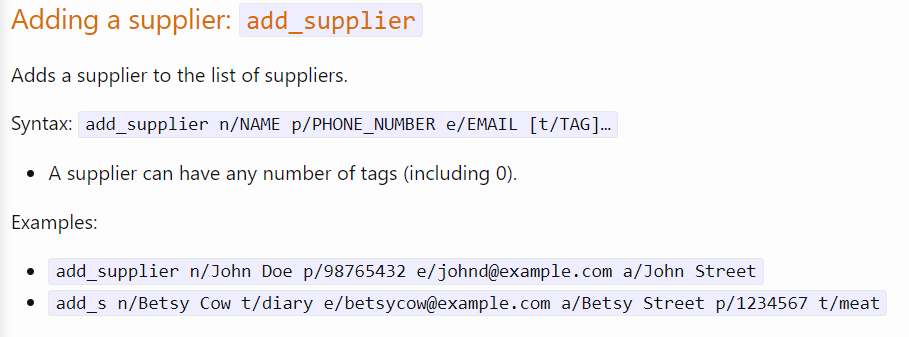 Adding a supplier: add_supplier
Adds a supplier to the list of suppliers.
Syntax: add_supplier n/NAME p/PHONE_NUMBER e/EMAIL [t/TAG]…
• A supplier can have any number of tags (including 0).
Examples:
• add_supplier n/John Doe p/98765432 e/johnd@example.com a/John Street
• add_s n/Betsy Cow t/diary e/betsycow@example.com a/Betsy Street p/1234567 t/meat